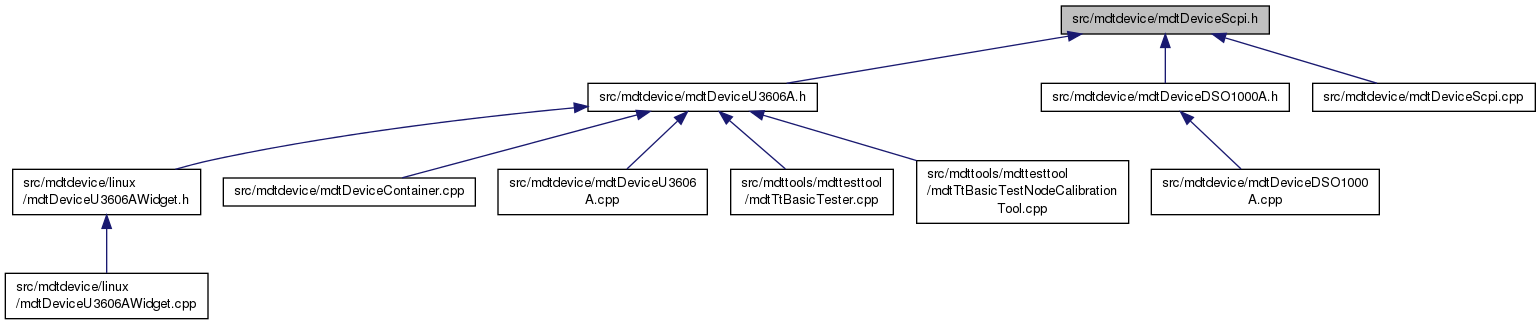 src/mdtdevice/mdtDeviceScpi.h
src/mdtdevice/mdtDeviceU3606A.h
src/mdtdevice/mdtDeviceDSO1000A.h
src/mdtdevice/mdtDeviceScpi.cpp
src/mdtdevice/linux
/mdtDeviceU3606AWidget.h
src/mdtdevice/mdtDeviceContainer.cpp
src/mdtdevice/mdtDeviceU3606
A.cpp
src/mdttools/mdttesttool
/mdtTtBasicTester.cpp
src/mdttools/mdttesttool
/mdtTtBasicTestNodeCalibration
Tool.cpp
src/mdtdevice/mdtDeviceDSO1000
A.cpp
src/mdtdevice/linux
/mdtDeviceU3606AWidget.cpp